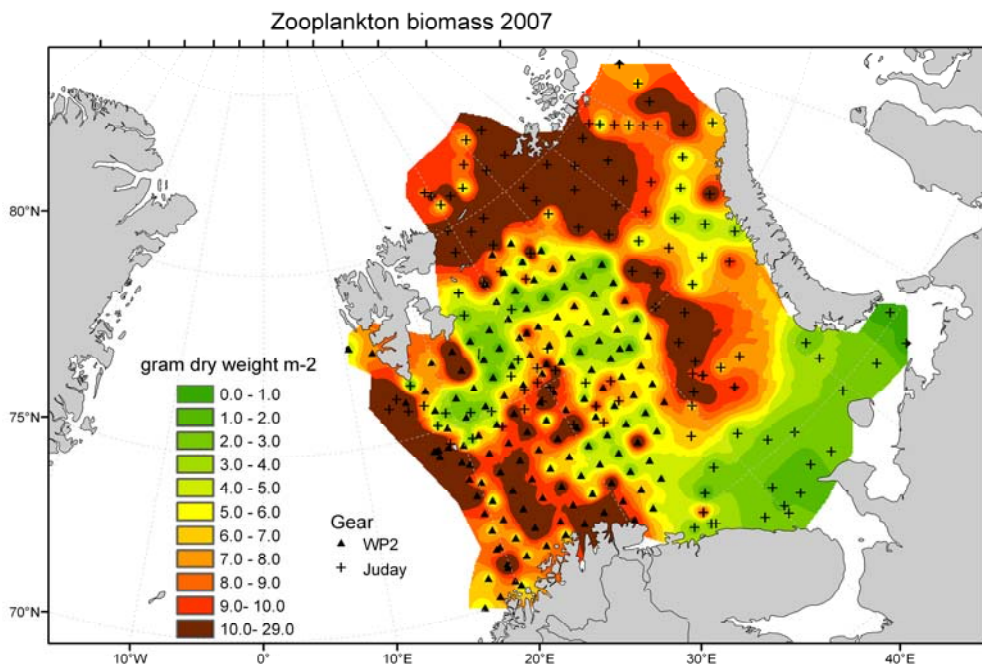 Zooplankton biomass 2007
80°N
75°N
70°N
gram dry weight m-2
0.0 - 1.0
1.0 - 2.0
2.0 - 3.0
3.0 - 4.0
4.0 - 5.0
5.0 - 6.0
6.0 - 7.0
7.0 - 8.0
8.0 - 9.0
9.0 - 10.0
10.0- 29.0
Gear
WP2
Juday
10°W
0°
10°E
20°E
30°E
40°E